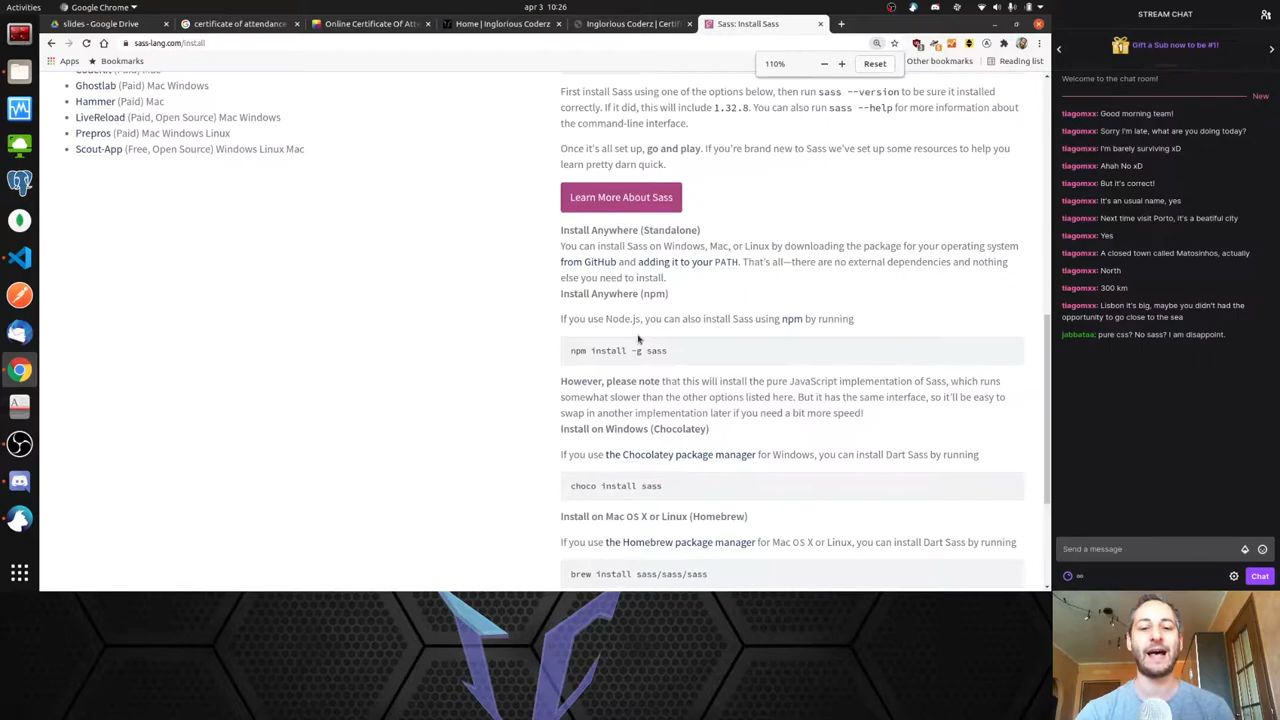 Activities
Google Chrome
apr 3 10:26
slides - Google Drive
certificate of attendance
Online Certificate Of Att
Home | Inglorious Coderz
Inglorious Coderz | Certif
Sass: Install Sass
sass-lang.com/install
Apps
Bookmarks
Other bookmarks
Reading list
110%
Reset
Ghostlab (Paid) Mac Windows
Hammer (Paid) Mac
LiveReload (Paid, Open Source) Mac Windows
Prepros (Paid) Mac Windows Linux
Scout-App (Free, Open Source) Windows Linux Mac
First install Sass using one of the options below, then run sass --version to be sure it installed
correctly. If it did, this will include 1.32.8. You can also run sass --help for more information about
the command-line interface.
Once it's all set up, go and play. If you're brand new to Sass we've set up some resources to help you
learn pretty darn quick.
Learn More About Sass
Install Anywhere (Standalone)
You can install Sass on Windows, Mac, or Linux by downloading the package for your operating system
from GitHub and adding it to your PATH. That's all—there are no external dependencies and nothing
else you need to install.
Install Anywhere (npm)
If you use Node.js, you can also install Sass using npm by running
npm install -g sass
However, please note that this will install the pure JavaScript implementation of Sass, which runs
somewhat slower than the other options listed here. But it has the same interface, so it'll be easy to
swap in another implementation later if you need a bit more speed!
Install on Windows (Chocolatey)
If you use the Chocolatey package manager for Windows, you can install Dart Sass by running
choco install sass
Install on Mac OS X or Linux (Homebrew)
If you use the Homebrew package manager for Mac OS X or Linux, you can install Dart Sass by running
brew install sass/sass/sass
STREAM CHAT
Gift a Sub now to be #1!
Welcome to the chat room!
New
tiagomxx: Good morning team!
tiagomxx: Sorry I'm late, what are you doing today?
tiagomxx: I'm barely surviving xD
tiagomxx: Ahah No xD
tiagomxx: But it's correct!
tiagomxx: It's an usual name, yes
tiagomxx: Next time visit Porto, it's a beatiful city
tiagomxx: Yes
tiagomxx: A closed town called Matosinhos, actually
tiagomxx: North
tiagomxx: 300 km
tiagomxx: Lisbon it's big, maybe you didn't had the
opportunity to go close to the sea
jabbataa: pure css? No sass? I am disappoint.
Send a message
Chat